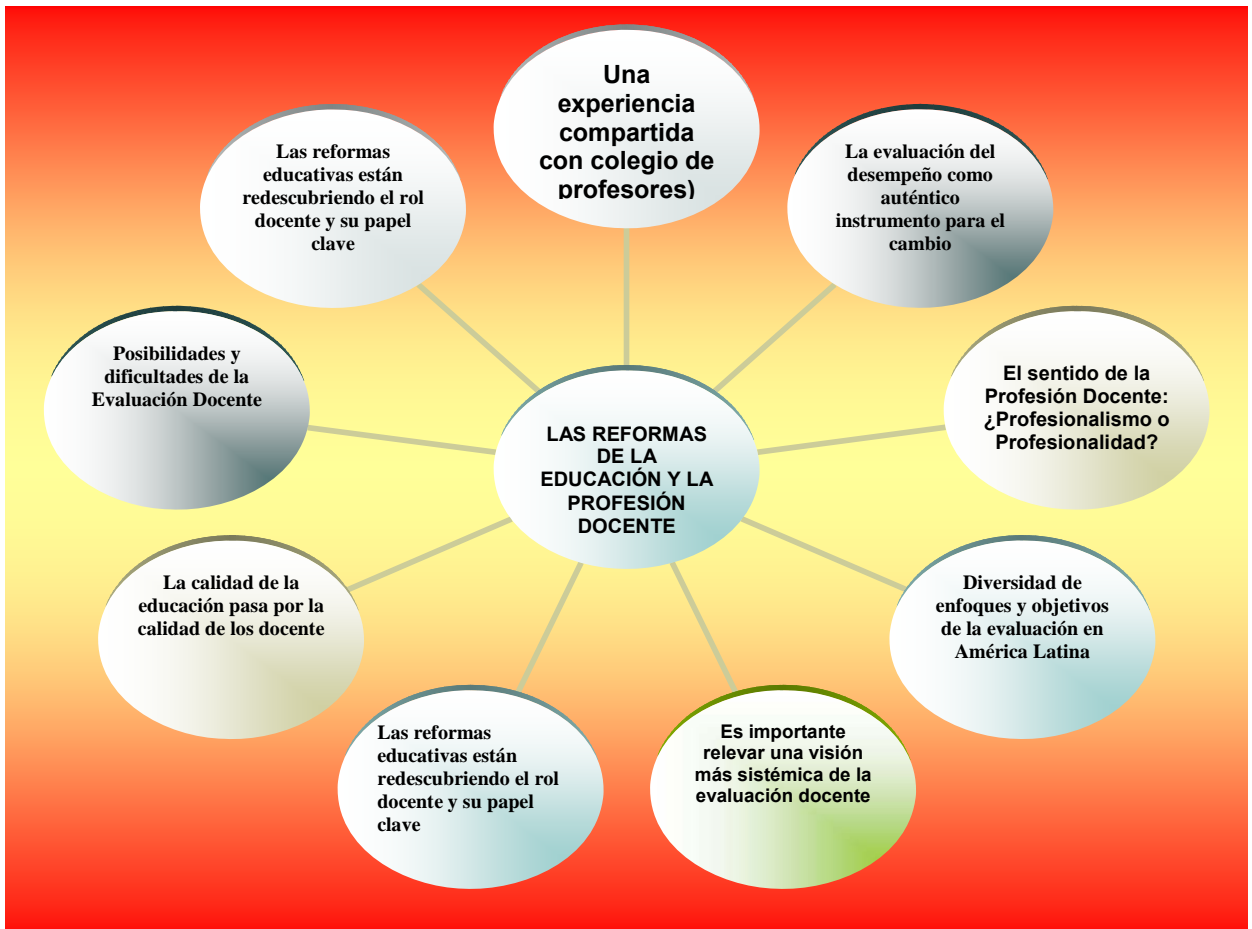 Una
experiencia
compartida
con colegio de
profesores)
Las reformas
educativas están
redescubriendo el rol
docente y su papel
clave
La evaluación del
desempeño como
auténtico
instrumento para el
cambio
Posibilidades y
dificultades de la
Evaluación Docente
El sentido de la
Profesión Docente:
¿Profesionalismo o
Profesionalidad?
LAS REFORMAS
DE LA
EDUCACIÓN Y LA
PROFESIÓN
DOCENTE
La calidad de la
educación pasa por la
calidad de los docente
Diversidad de
enfoques y objetivos
de la evaluación en
América Latina
Las reformas
educativas están
redescubriendo el rol
docente y su papel
clave
Es importante
relevar una visión
más sistémica de la
evaluación docente